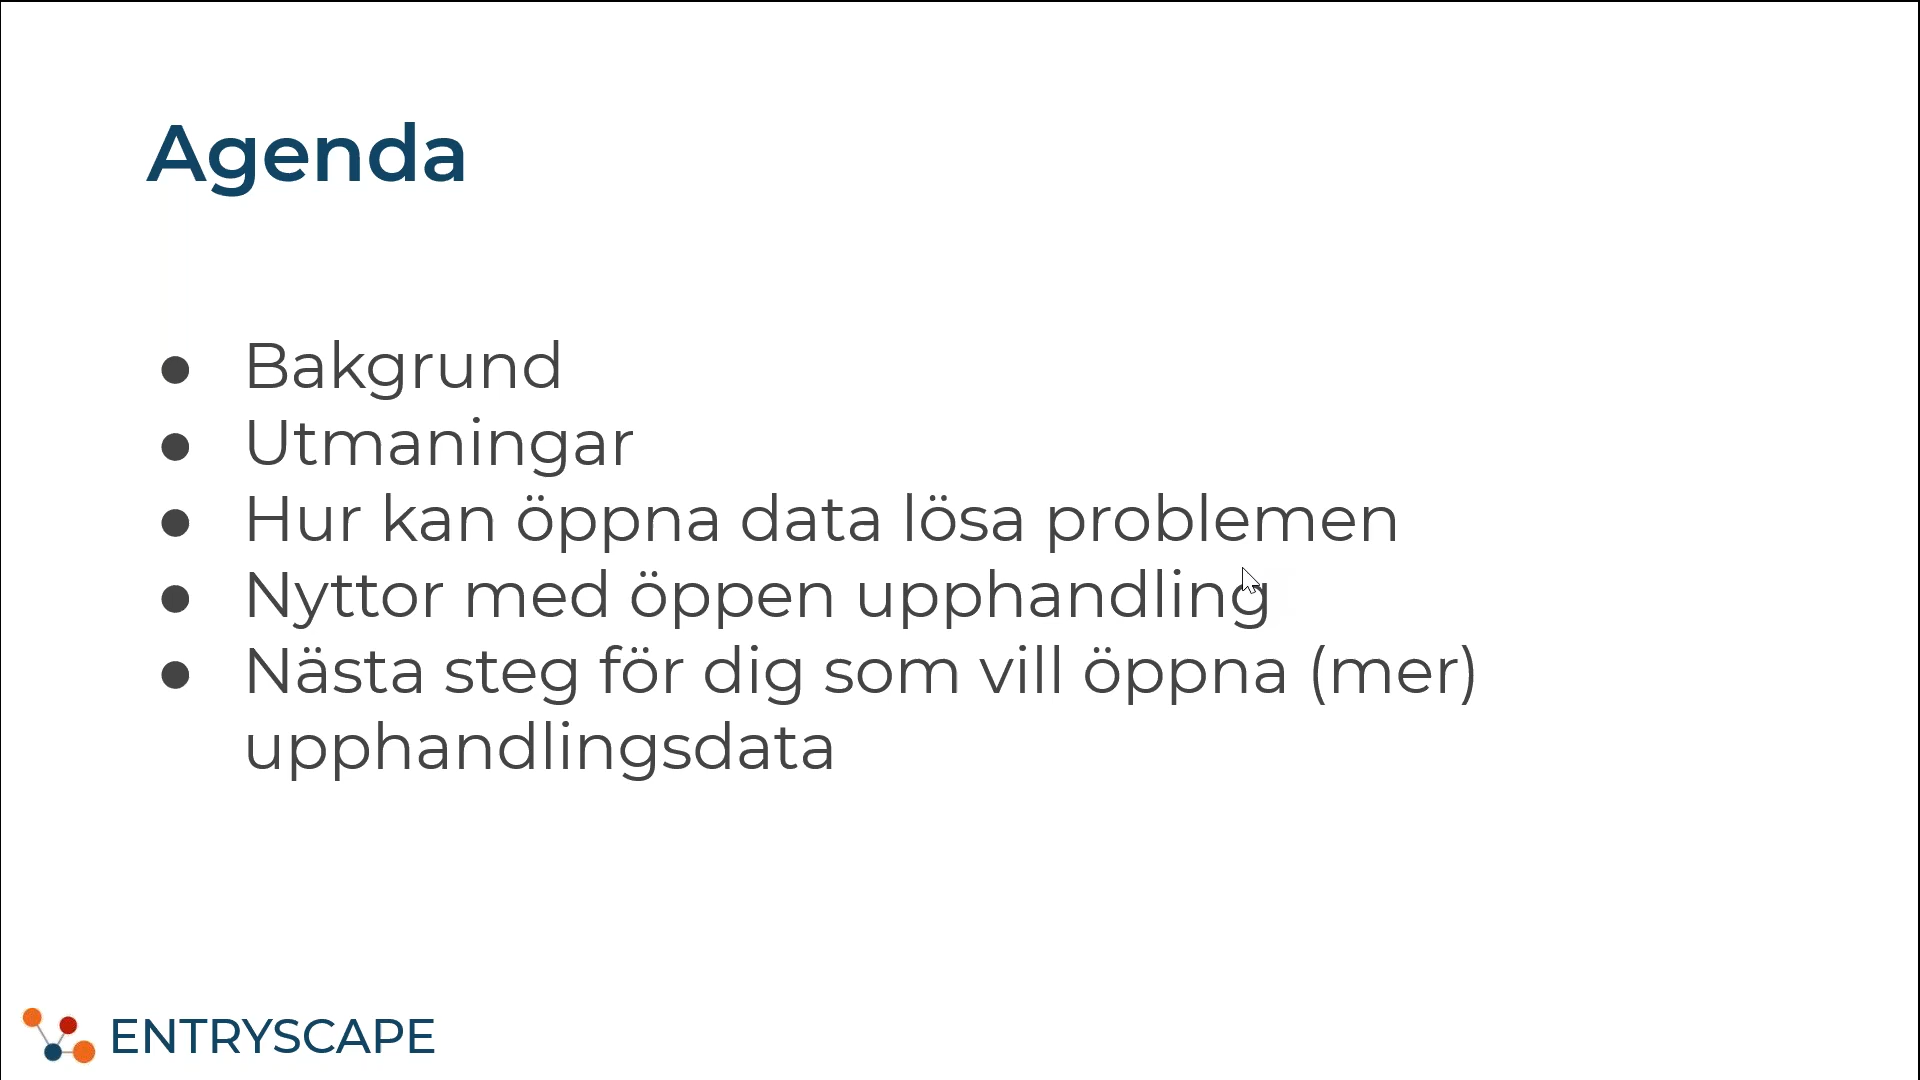 Agenda
● Bakgrund
● Utmaningar
● Hur kan öppna data lösa problemen
● Nyttor med öppen upphandling
● Nästa steg för dig som vill öppna (mer)
upphandlingsdata
ENTRYSCAPE